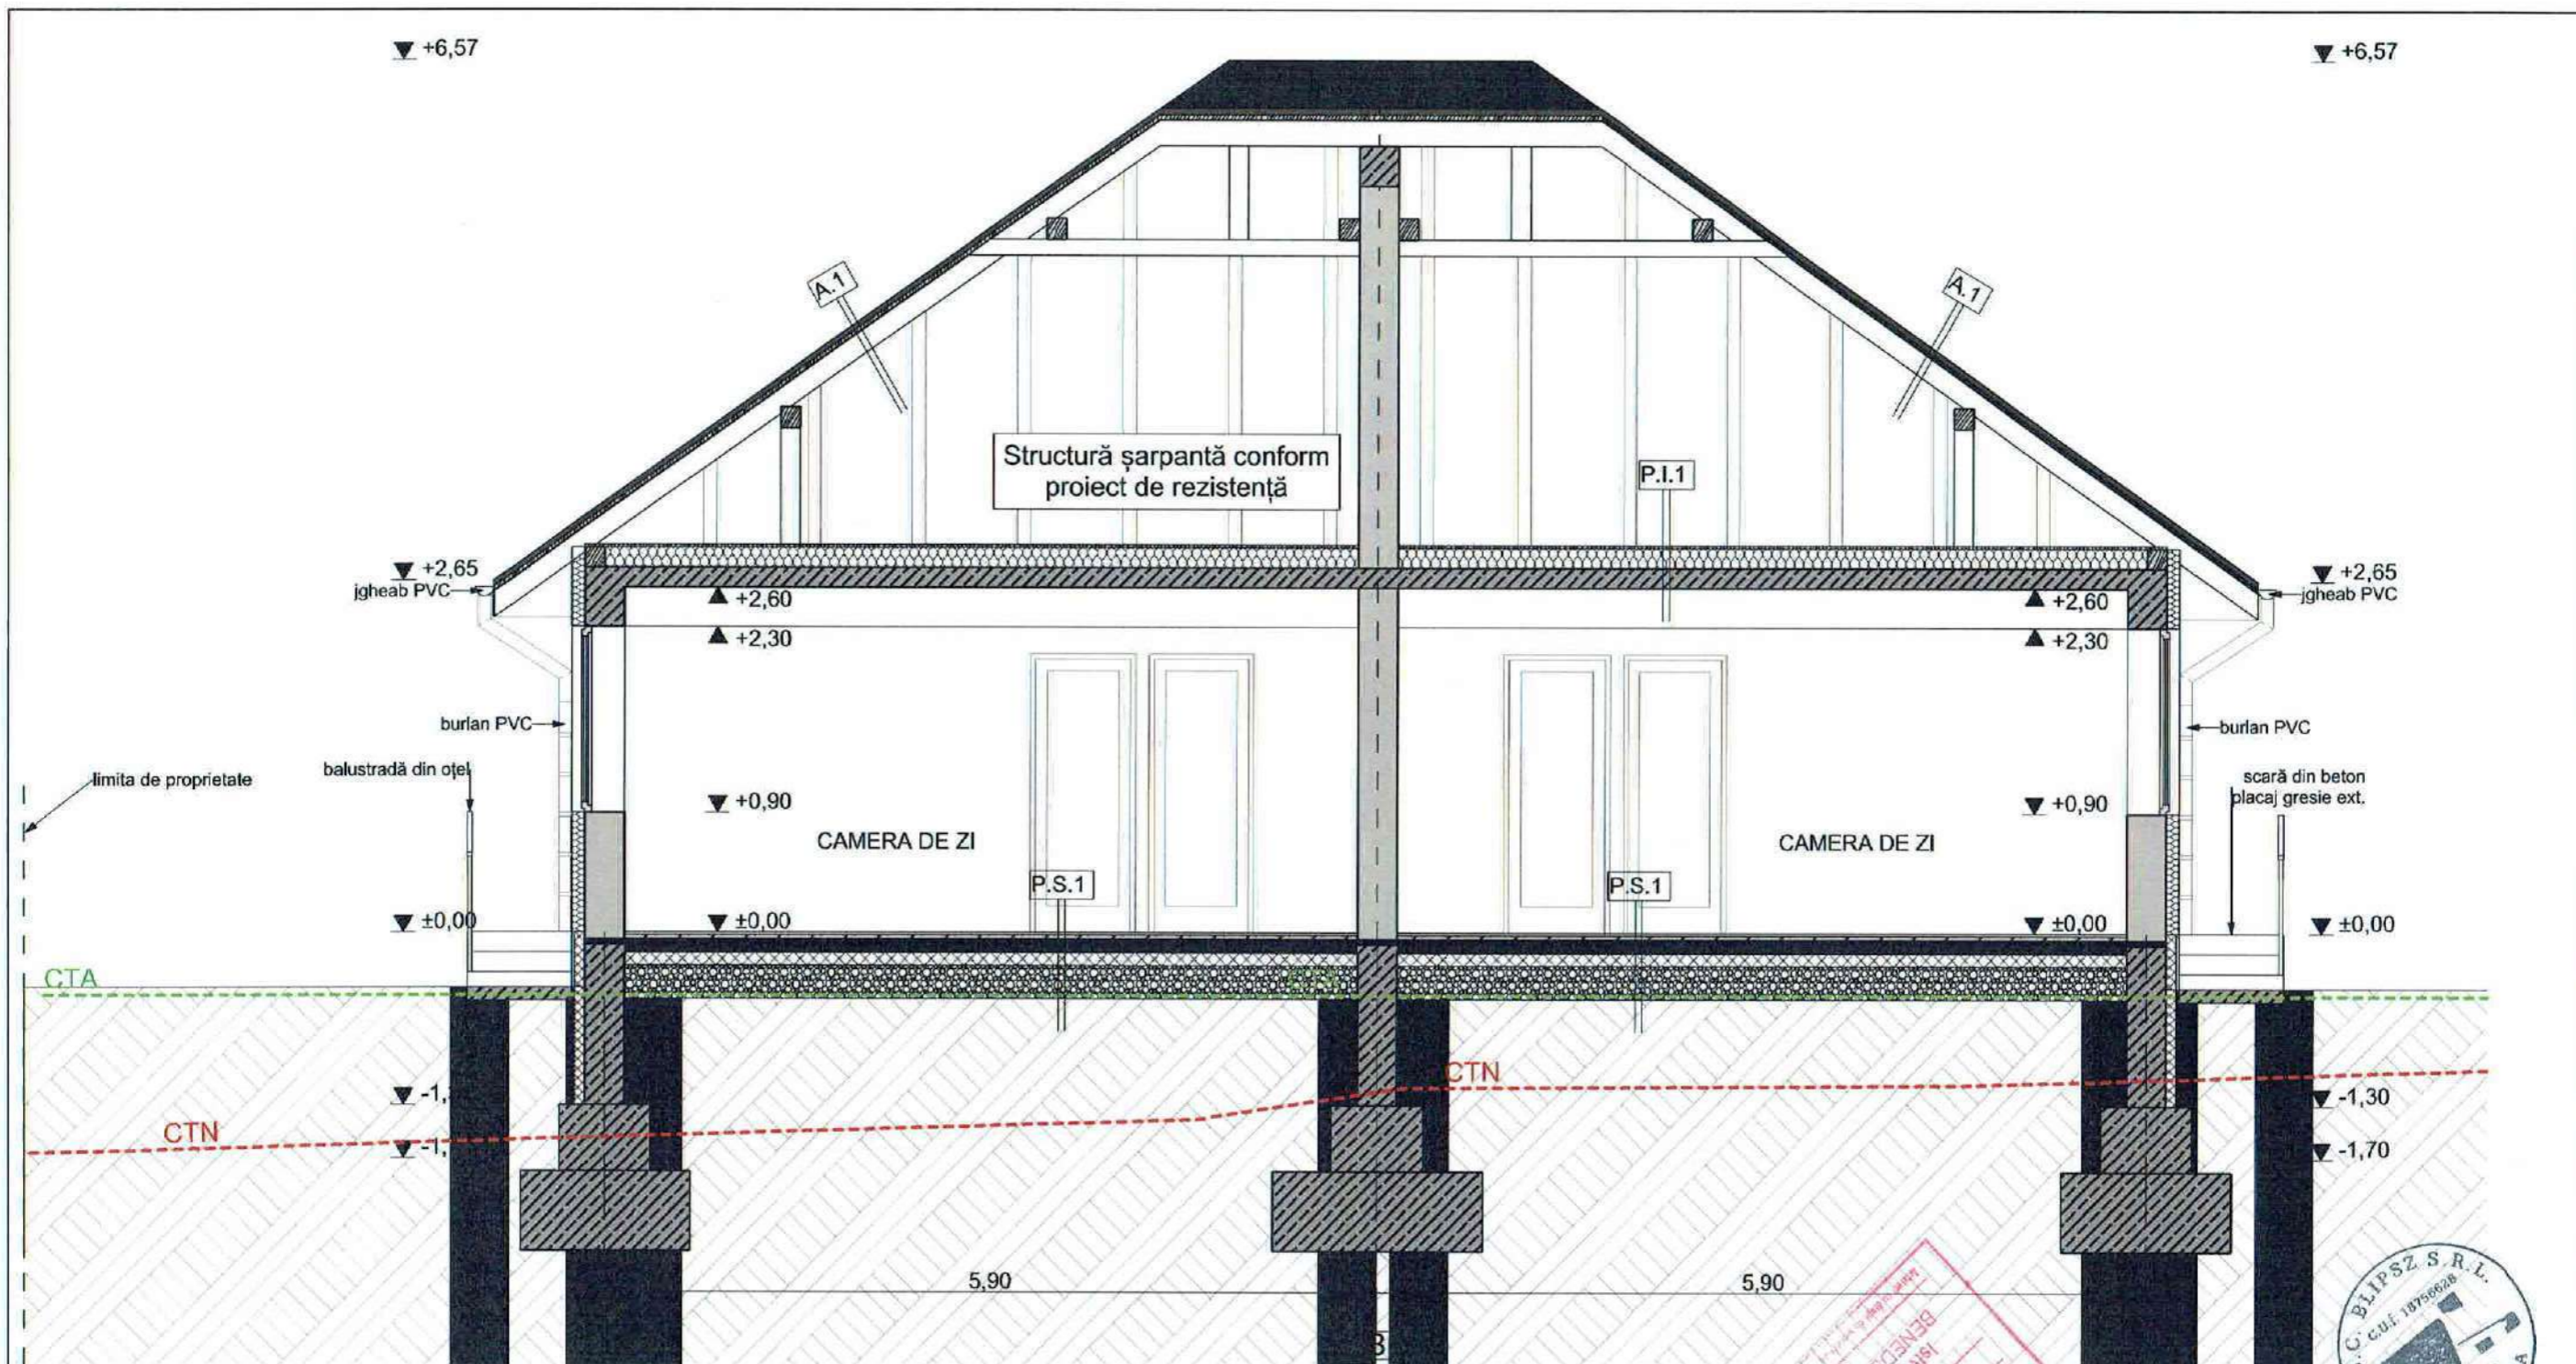 +6,57
+6,57
A.1
A.1
Structură șarpantă conform
proiect de rezistență
P.I.1
+2,65
jgheab PVC
+2,65
jgheab PVC
+2,60
+2,60
+2,30
+2,30
burlan PVC
burlan PVC
limita de proprietate
balustradă din oțel
scară din beton
placaj gresie ext.
+0,90
+0,90
CAMERA DE ZI
CAMERA DE ZI
P.S.1
P.S.1
±0,00
±0,00
±0,00
±0,00
CTA
CTN
CTN
-1,
-1,30
-1,
-1,70
5,90
5,90
BLIPSZ S.R.L.
C.U.I. 18756628